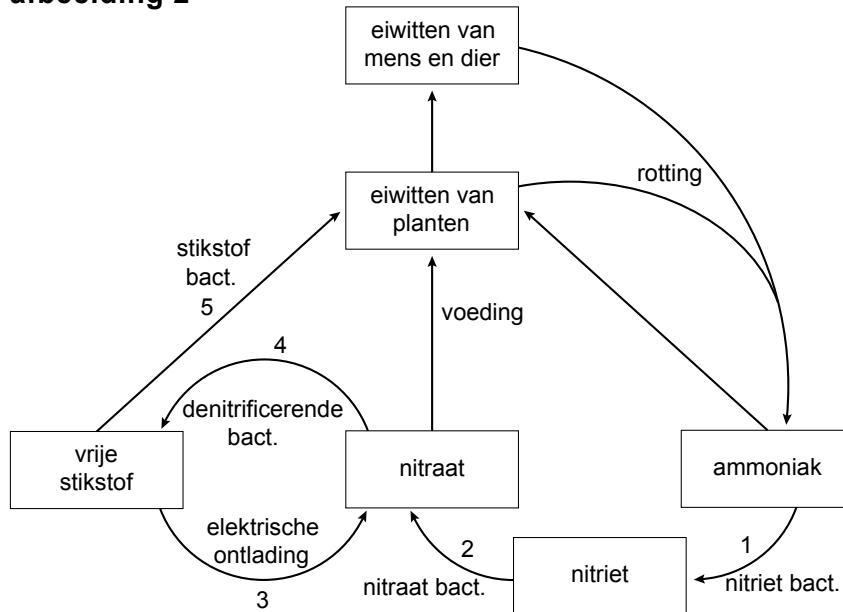 afbeelding 2
eiwitten van
mens en dier
rotting
eiwitten van
planten
stikstof
bact.
5
voeding
4
denitrificerende
bact.
vrije
stikstof
nitraat
ammoniak
elektrische
ontlading
3
2
nitraat bact.
nitriet
1
nitriet bact.